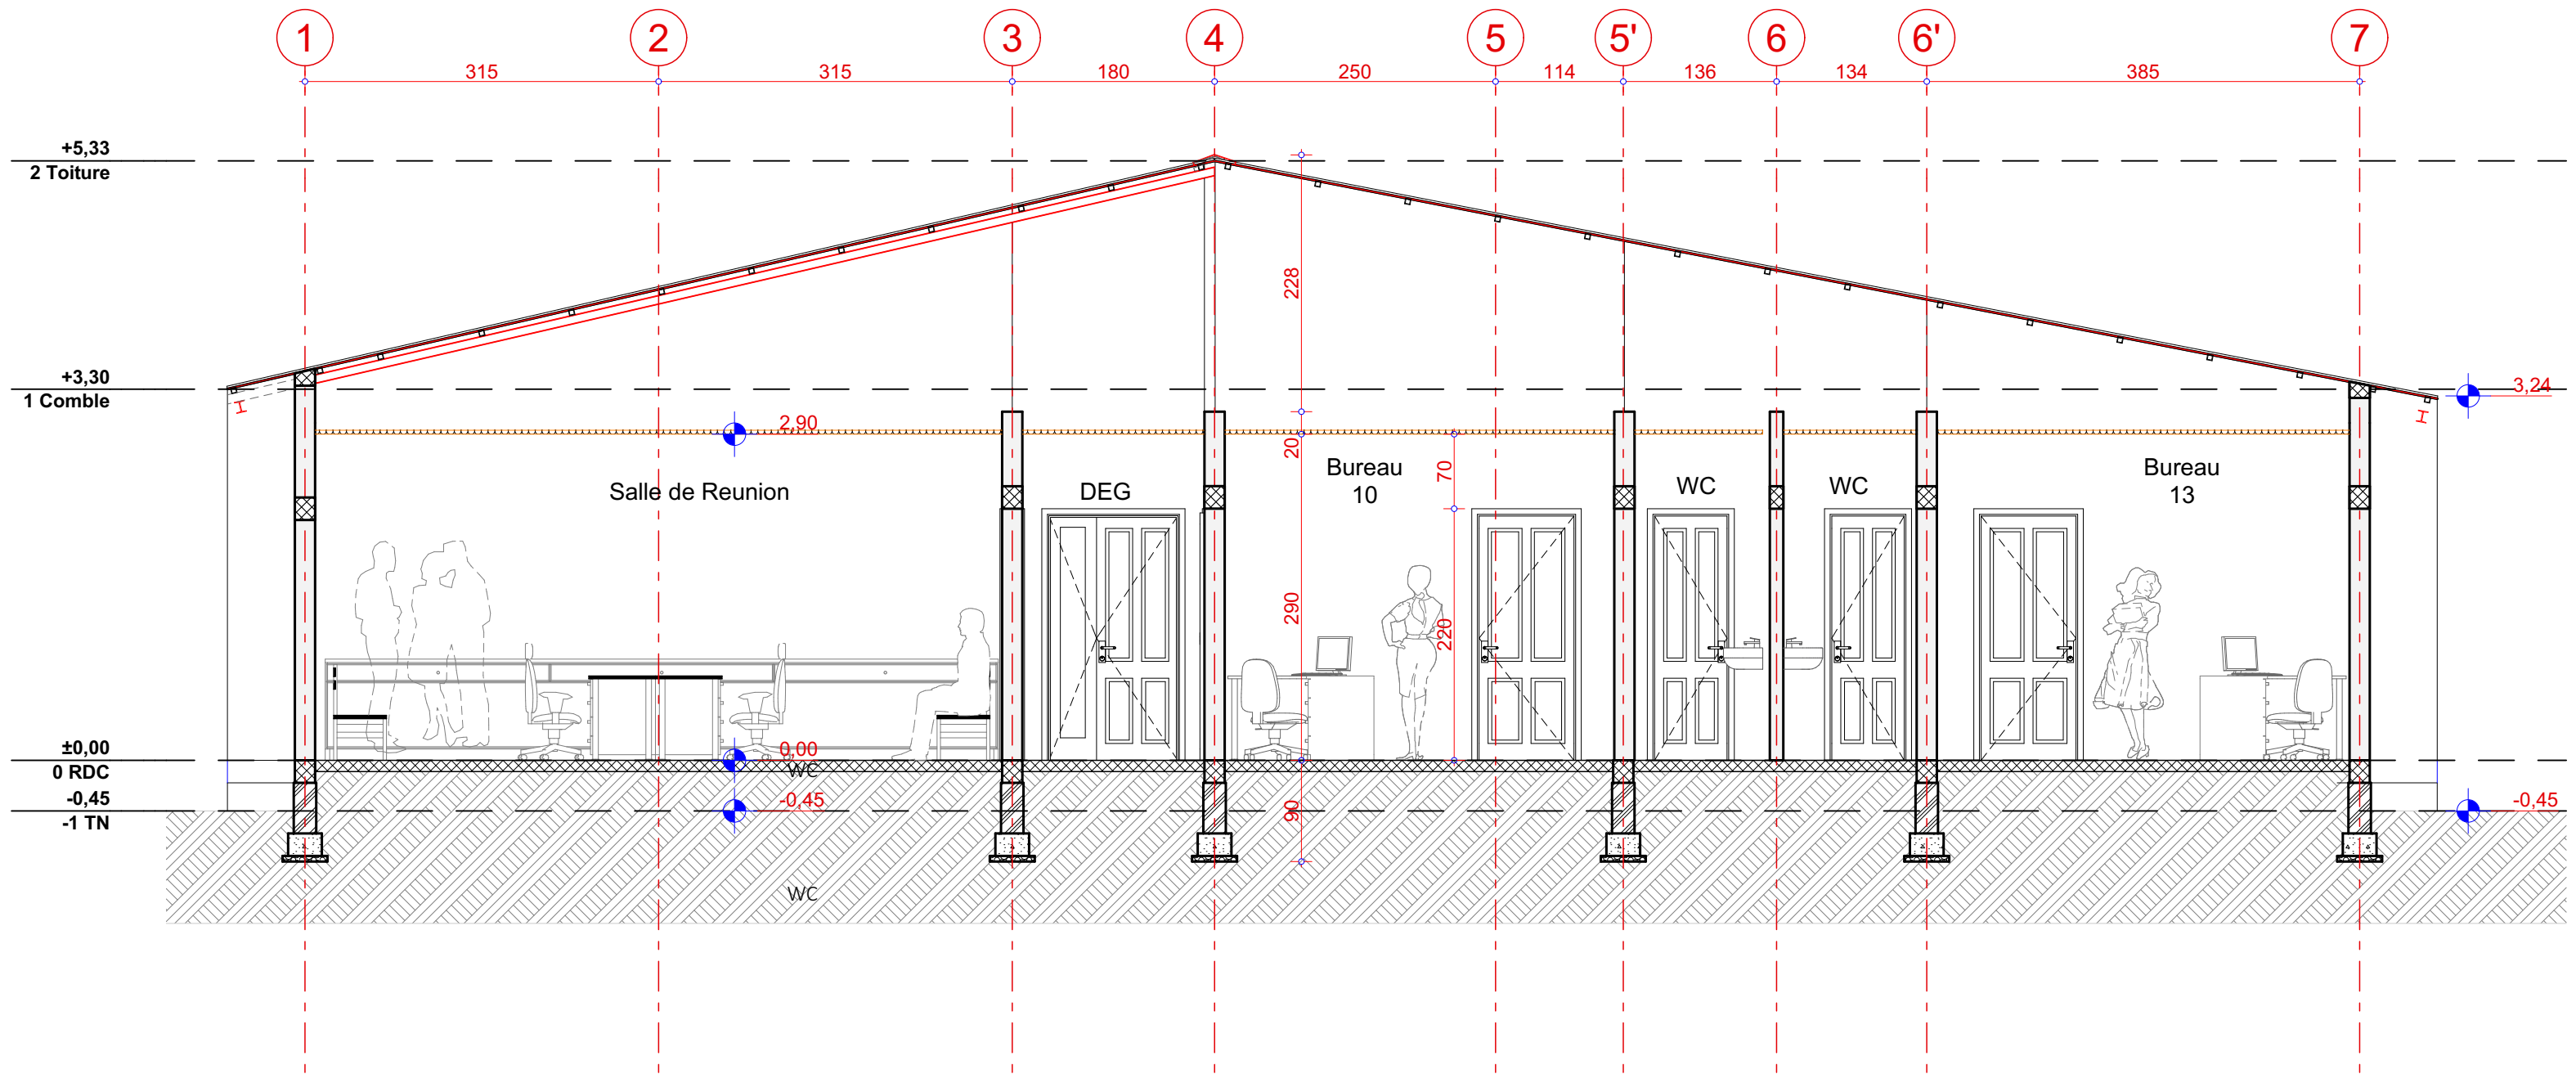 1 2 3 4 5 5' 6 6' 7
315 315 180 250 114 136 134 385
+5,33
2 Toiture
228
+3,30
1 Comble
3,24
2,90
20
70
Salle de Reunion
DEG
Bureau
10
WC
WC
Bureau
13
290
220
±0,00
0 RDC
0,00
WC
-0,45
-1 TN
-0,45
90
-0,45
WC